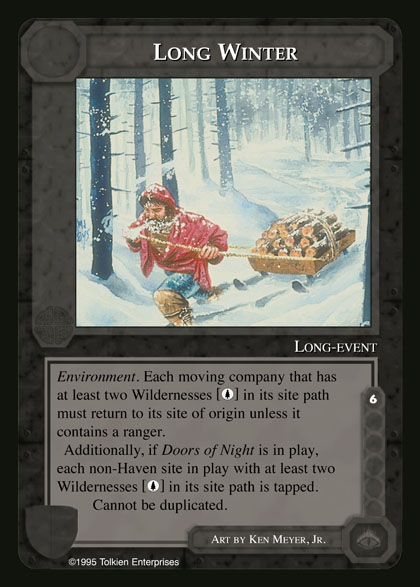 LONG WINTER
LONG-EVENT
Environment. Each moving company that has
at least two Wildernesses [] in its site path
must return to its site of origin unless it
contains a ranger.
Additionally, if Doors of Night is in play,
each non-Haven site in play with at least two
Wildernesses [] in its site path is tapped.
Cannot be duplicated.
6
ART BY KEN MEYER, JR.
©1995 Tolkien Enterprises